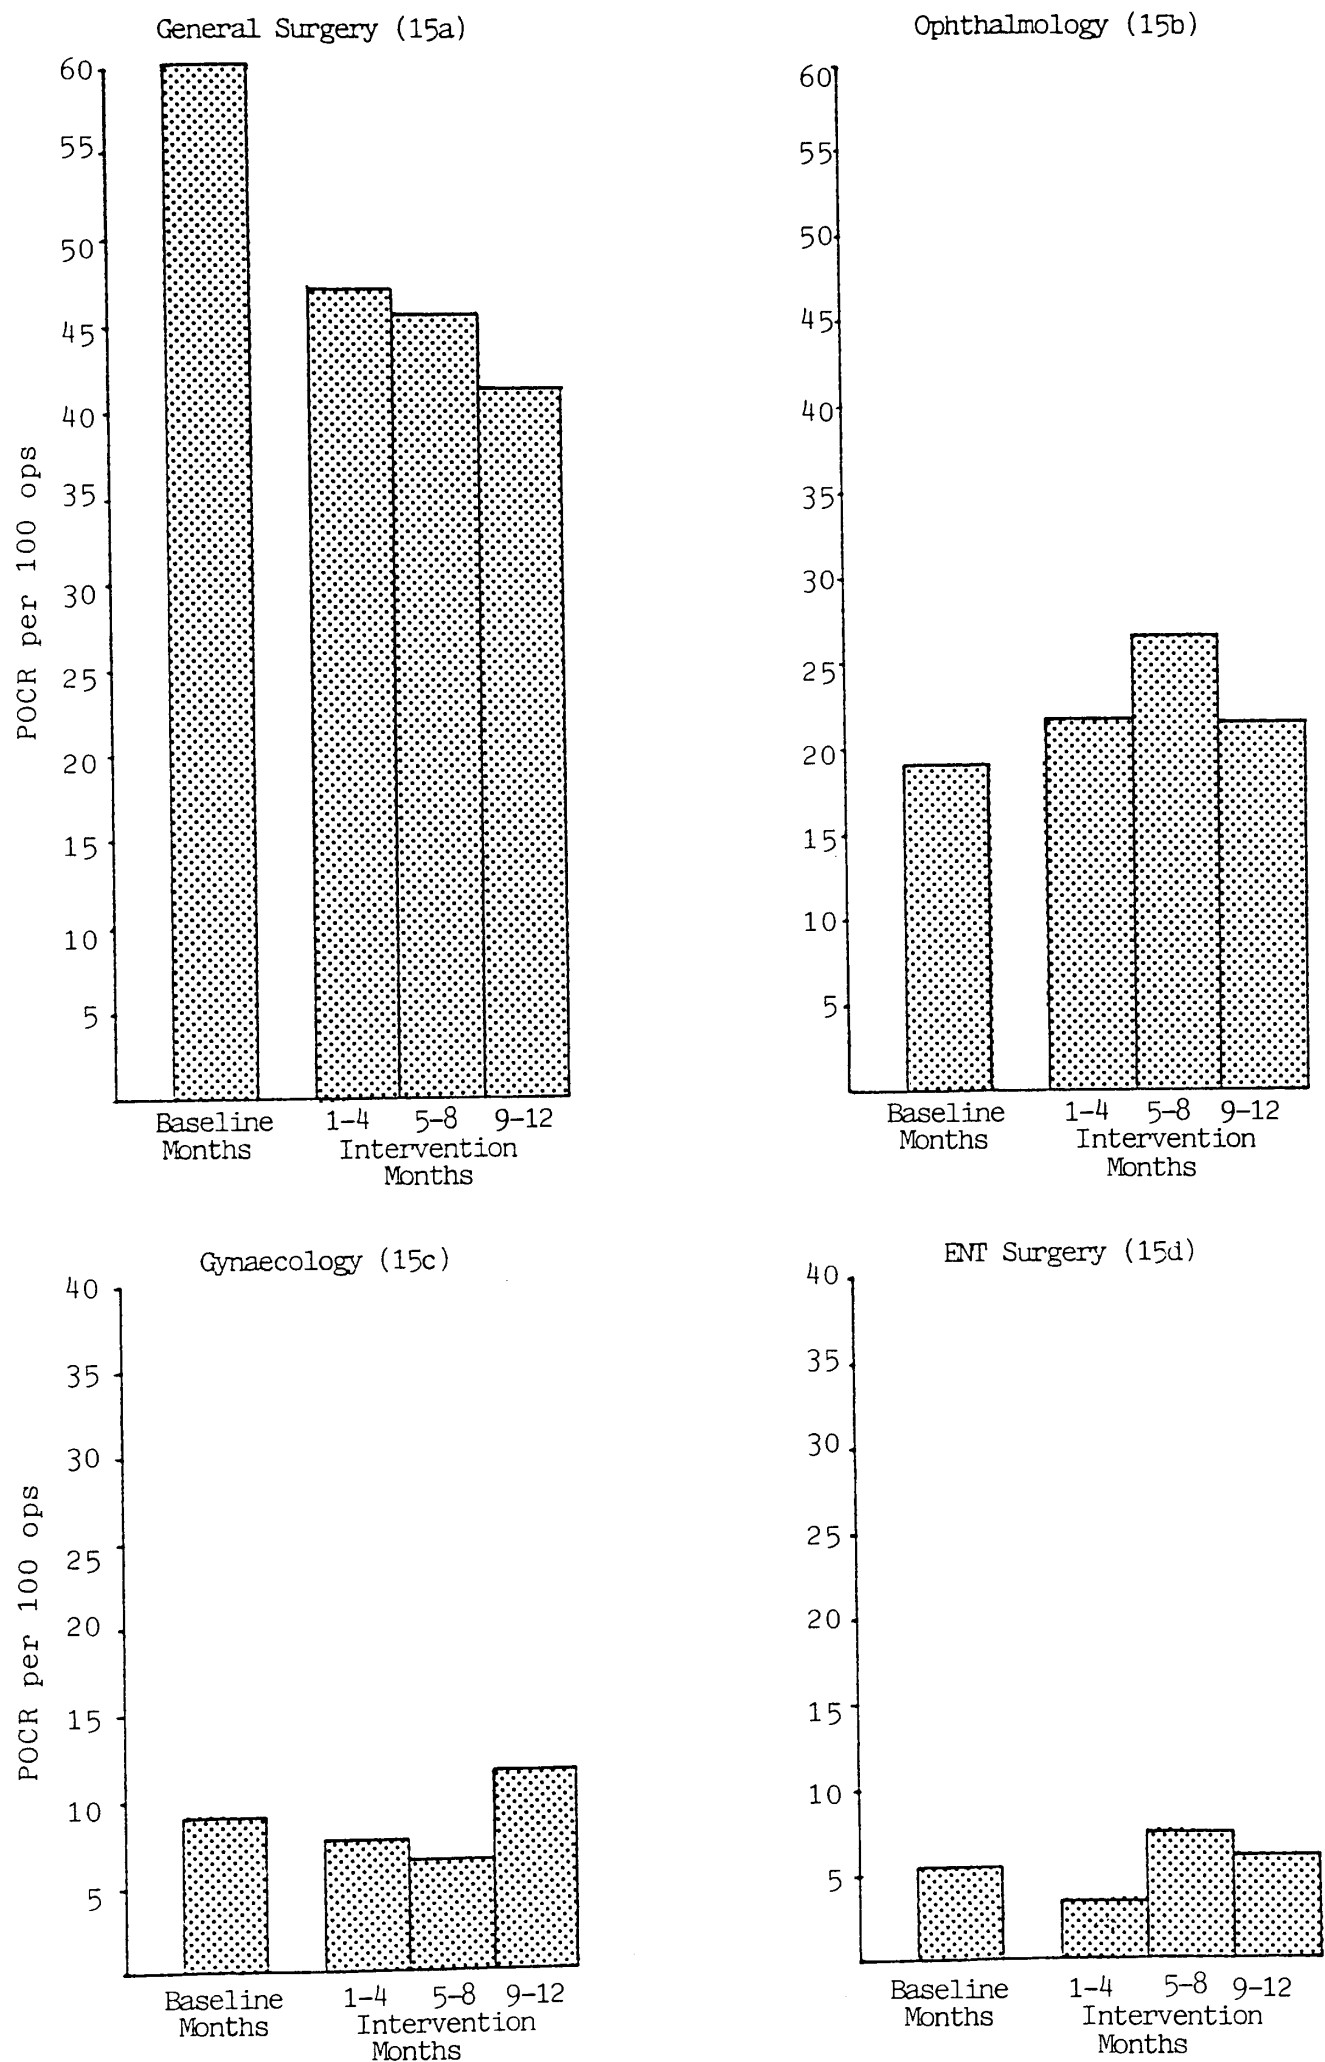 General Surgery (15a)
60
55
50
45
40
35
30
25
20
15
10
5
POCR per 100 ops
Baseline 1-4 5-8 9-12
Months Intervention
Months
Ophthalmology (15b)
60
55
50
45
40
35
30
25
20
15
10
5
Baseline 1-4 5-8 9-12
Months Intervention
Months
Gynaecology (15c)
40
35
30
25
20
15
10
5
POCR per 100 ops
Baseline 1-4 5-8 9-12
Months Intervention
Months
ENT Surgery (15d)
40
35
30
25
20
15
10
5
Baseline 1-4 5-8 9-12
Months Intervention
Months